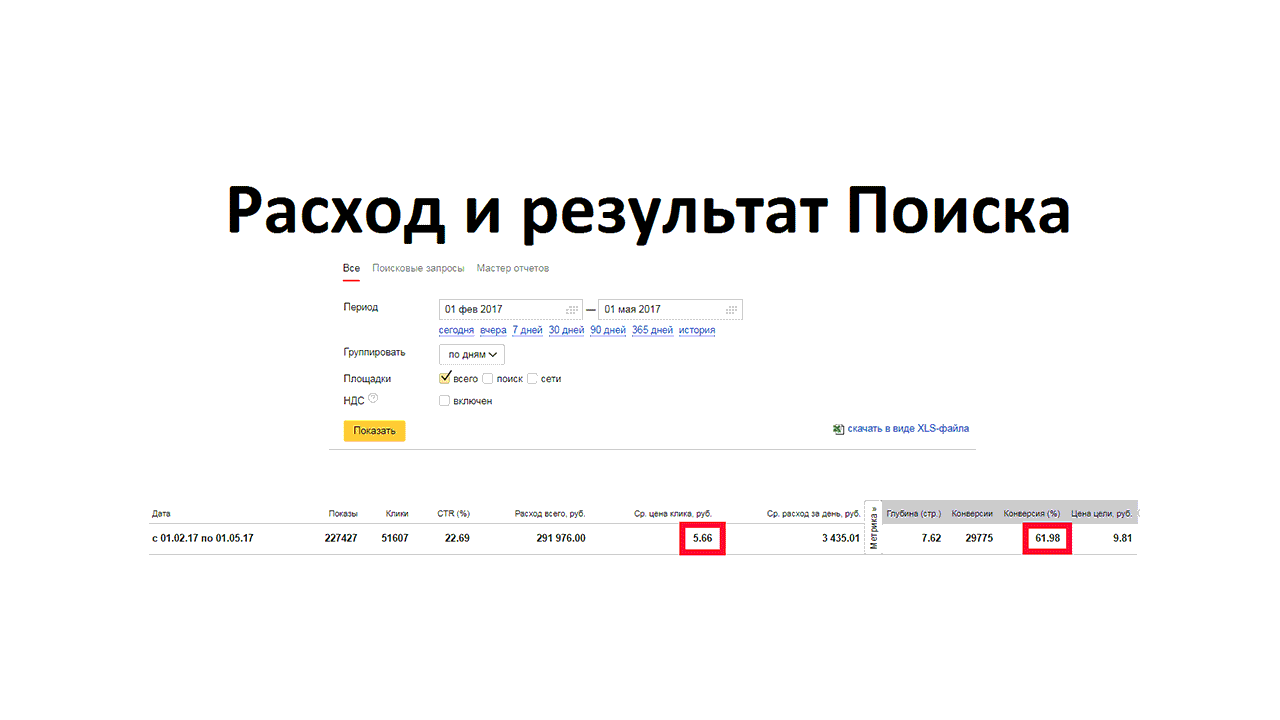 Расход и результат Поиска
Все Поисковые запросы Мастер отчетов
Период 01 фев 2017 — 01 мая 2017
сегодня вчера 7 дней 30 дней 90 дней 365 дней история
Группировать по дням
Площадки всего поиск сети
НДС ? включен
Показать скачать в виде XLS-файла
Дата Показы Клики CTR (%) Расход всего, руб. Ср. цена клика, руб. Ср. расход за день, руб. Метрика » Глубина (стр.) Конверсии Конверсия (%) Цена цели, руб.
с 01.02.17 по 01.05.17 227427 51607 22.69 291 976.00 5.66 3 435.01 7.62 29775 61.98 9.81